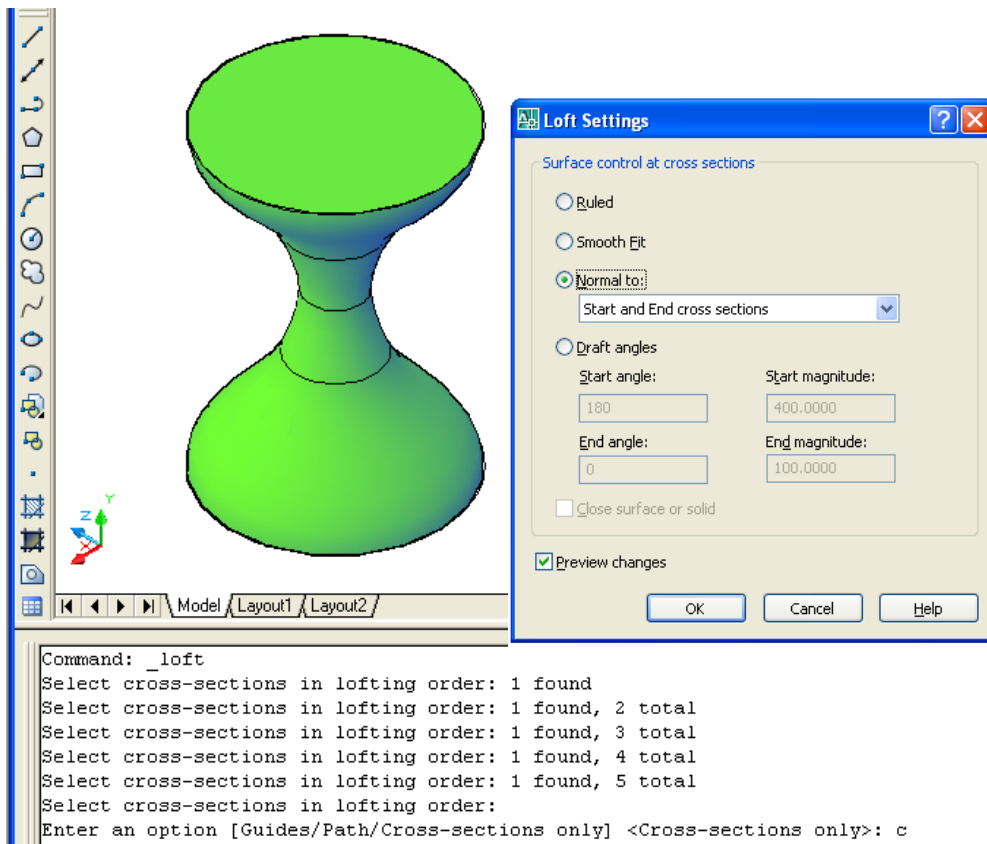 Loft Settings
Surface control at cross sections
Ruled
Smooth Fit
Normal to:
Start and End cross sections
Draft angles
Start angle: Start magnitude:
180 400.0000
End angle: End magnitude:
0 100.0000
Close surface or solid
Preview changes
OK Cancel Help
Y
Z
X
Model Layout1 Layout2
Command: _loft
Select cross-sections in lofting order: 1 found
Select cross-sections in lofting order: 1 found, 2 total
Select cross-sections in lofting order: 1 found, 3 total
Select cross-sections in lofting order: 1 found, 4 total
Select cross-sections in lofting order: 1 found, 5 total
Select cross-sections in lofting order:
Enter an option [Guides/Path/Cross-sections only] <Cross-sections only>: c